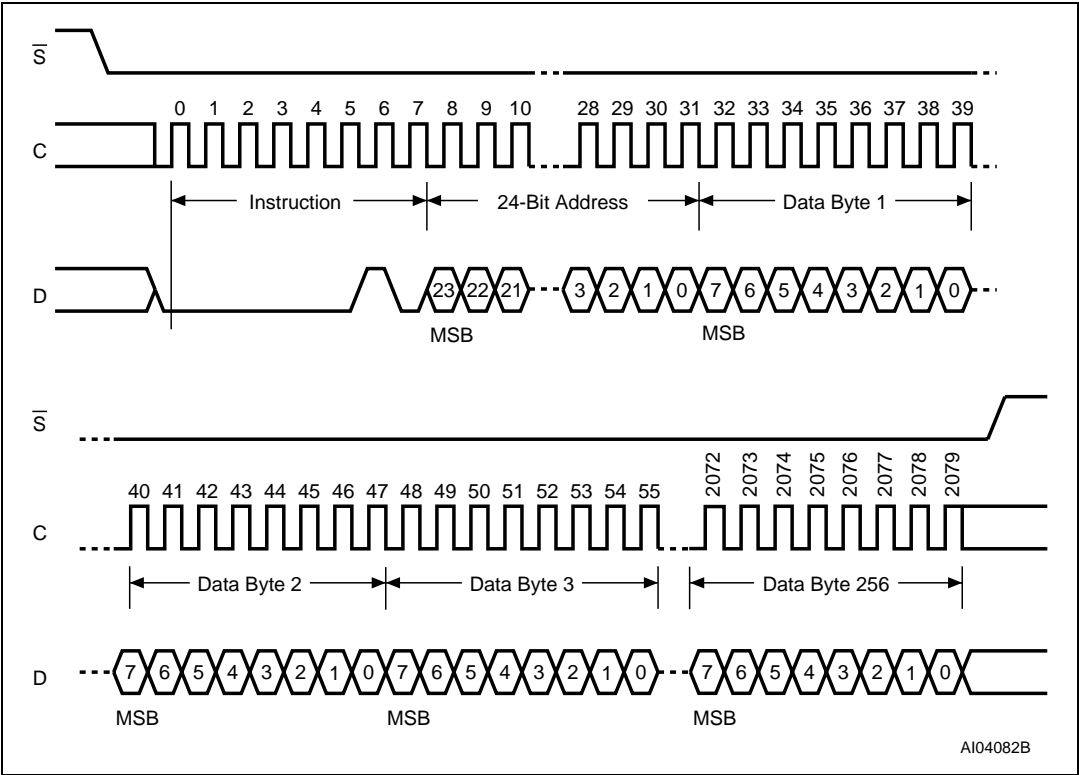 S̅
0 1 2 3 4 5 6 7 8 9 10 28 29 30 31 32 33 34 35 36 37 38 39
C
Instruction 24-Bit Address Data Byte 1
D 23 22 21 3 2 1 0 7 6 5 4 3 2 1 0
MSB MSB
S̅
2072 2073 2074 2075 2076 2077 2078 2079
40 41 42 43 44 45 46 47 48 49 50 51 52 53 54 55
C
Data Byte 2 Data Byte 3 Data Byte 256
D 7 6 5 4 3 2 1 0 7 6 5 4 3 2 1 0 7 6 5 4 3 2 1 0
MSB MSB MSB
AI04082B